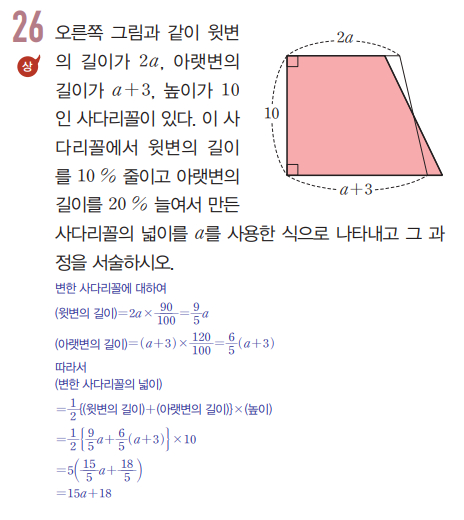 26
상
오른쪽 그림과 같이 윗변
의 길이가 2a, 아랫변의
길이가 a+3, 높이가 10
인 사다리꼴이 있다. 이 사
다리꼴에서 윗변의 길이
를 10 % 줄이고 아랫변의
길이를 20 % 늘여서 만든
사다리꼴의 넓이를 a를 사용한 식으로 나타내고 그 과
정을 서술하시오.
2a
10
a+3
변한 사다리꼴에 대하여
(윗변의 길이)=2a×90/100=9/5a
(아랫변의 길이)=(a+3)×120/100=6/5(a+3)
따라서
(변한 사다리꼴의 넓이)
=1/2{(윗변의 길이)+(아랫변의 길이)}×(높이)
=1/2{9/5a+6/5(a+3)}×10
=5(15/5a+18/5)
=15a+18